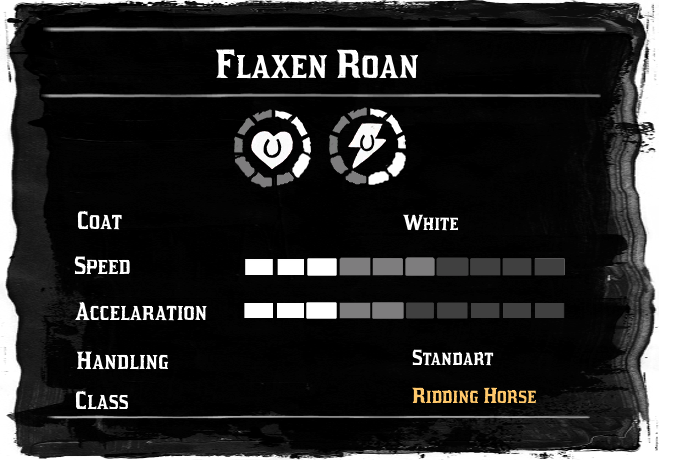 Flaxen Roan
Coat White
Speed
Accelaration
Handling Standart
Class Ridding Horse